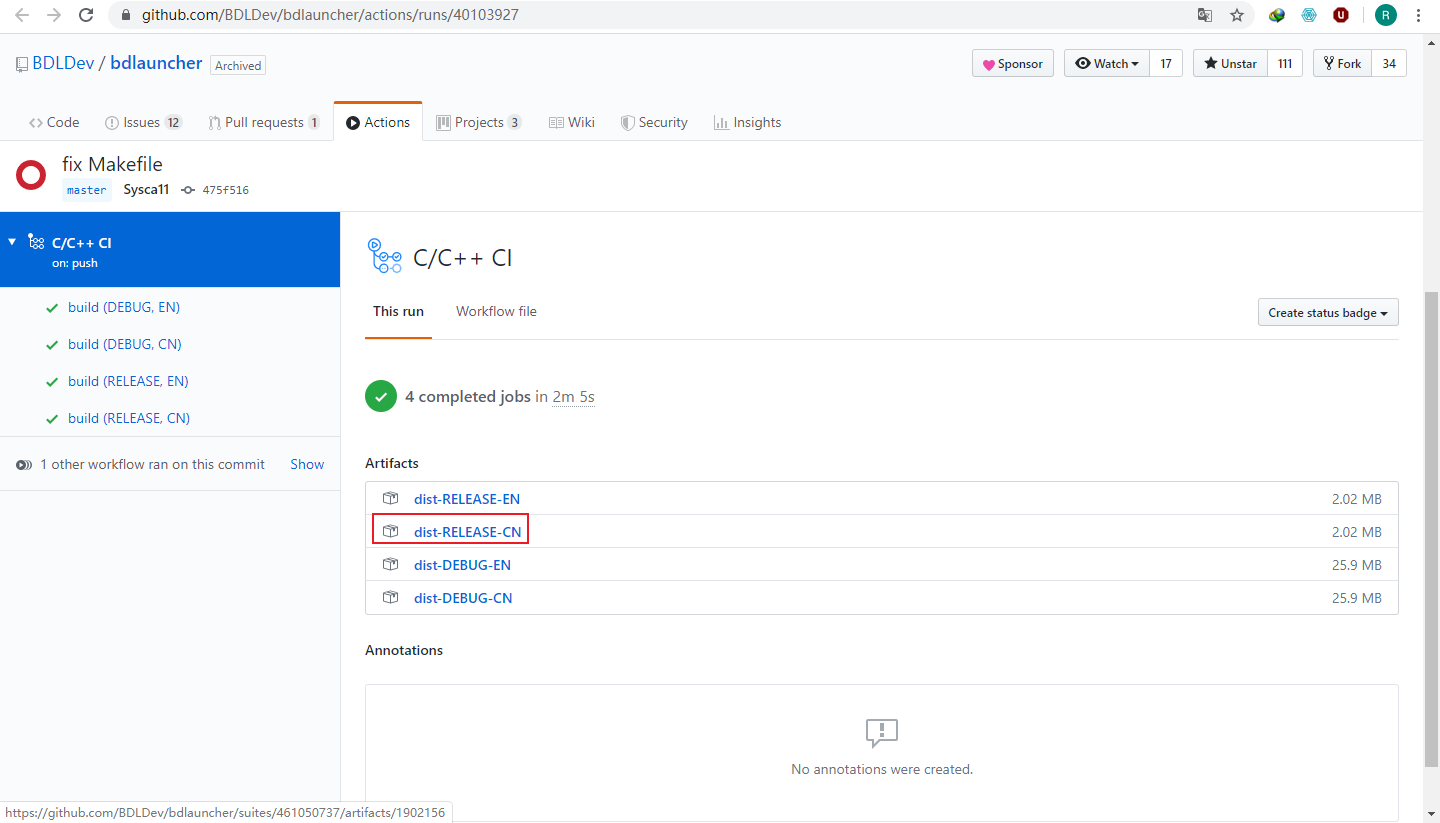 github.com/BDLDev/bdlauncher/actions/runs/40103927
R
BDLDev / bdlauncher Archived
Sponsor Watch 17 Unstar 111 Fork 34
Code Issues 12 Pull requests 1 Actions Projects 3 Wiki Security Insights
fix Makefile
master Sysca11 475f516
C/C++ CI
on: push
build (DEBUG, EN)
build (DEBUG, CN)
build (RELEASE, EN)
build (RELEASE, CN)
1 other workflow ran on this commit Show
C/C++ CI
This run Workflow file
Create status badge
4 completed jobs in 2m 5s
Artifacts
dist-RELEASE-EN 2.02 MB
dist-RELEASE-CN 2.02 MB
dist-DEBUG-EN 25.9 MB
dist-DEBUG-CN 25.9 MB
Annotations
No annotations were created.
https://github.com/BDLDev/bdlauncher/suites/461050737/artifacts/1902156